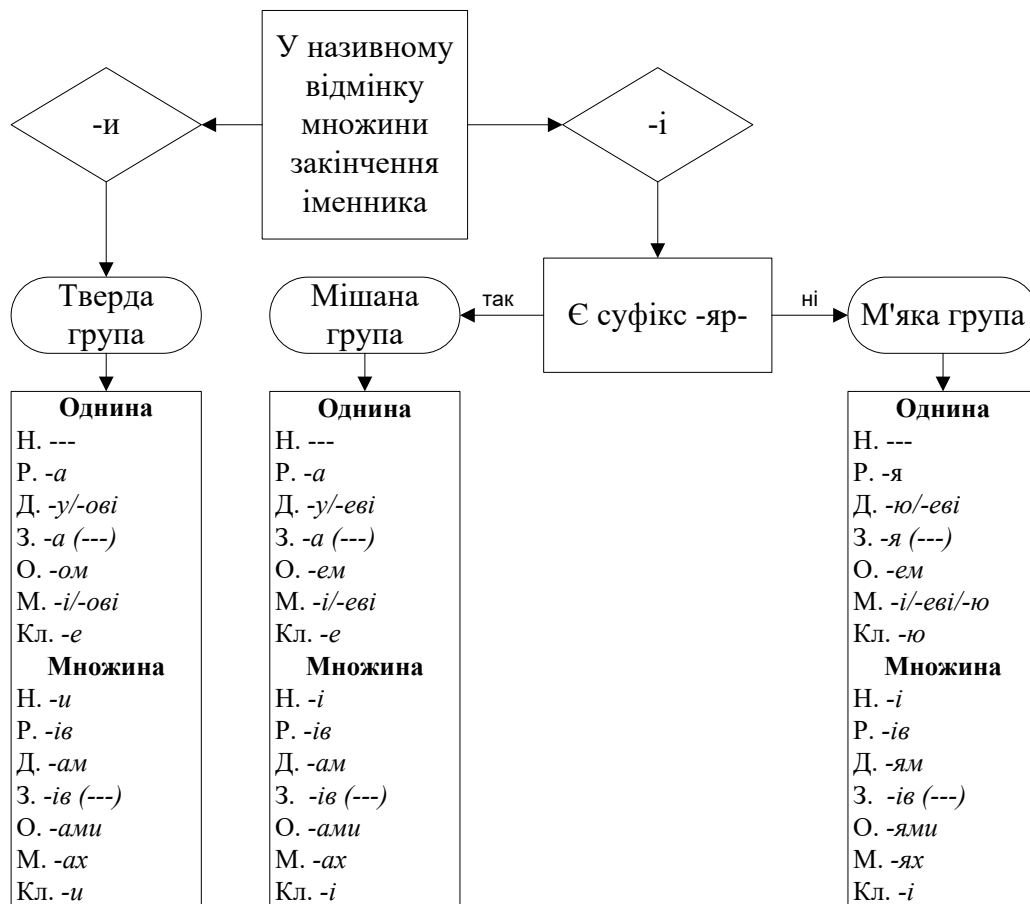 У називному
відмінку
множини
закінчення
іменника
-и
-і
Тверда
група
Мішана
група
так
Є суфікс -яр-
ні
М'яка група
Однина
Н. ---
Р. -а
Д. -у/-ові
З. -а (---)
О. -ом
М. -і/-ові
Кл. -е
Множина
Н. -и
Р. -ів
Д. -ам
З. -ів (---)
О. -ами
М. -ах
Кл. -и
Однина
Н. ---
Р. -а
Д. -у/-еві
З. -а (---)
О. -ем
М. -і/-еві
Кл. -е
Множина
Н. -і
Р. -ів
Д. -ам
З. -ів (---)
О. -ами
М. -ах
Кл. -і
Однина
Н. ---
Р. -я
Д. -ю/-еві
З. -я (---)
О. -ем
М. -і/-еві/-ю
Кл. -ю
Множина
Н. -і
Р. -ів
Д. -ям
З. -ів (---)
О. -ями
М. -ях
Кл. -і